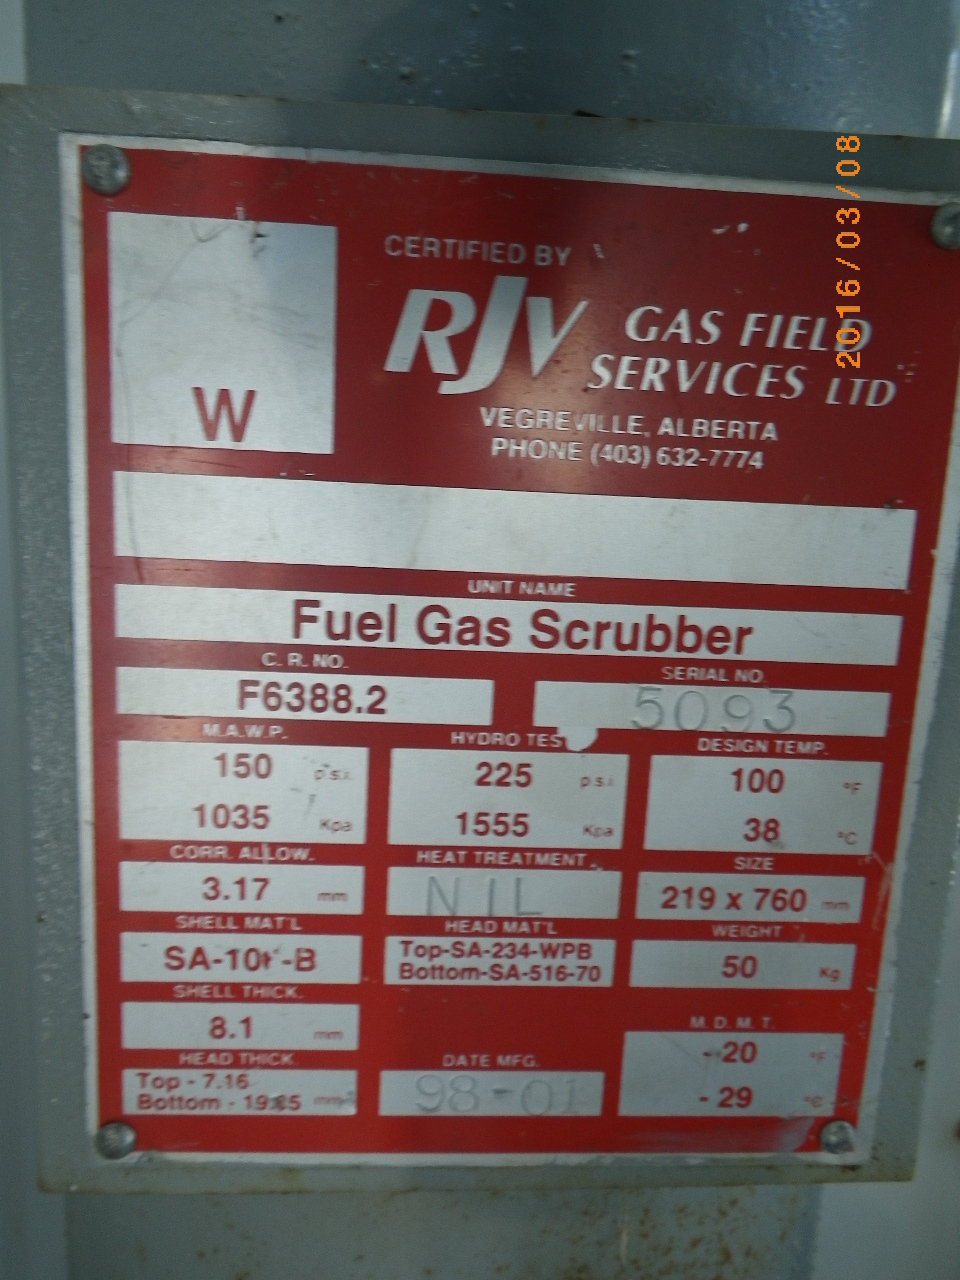 2016/03/08
CERTIFIED BY
RJV GAS FIELD
SERVICES LTD
VEGREVILLE, ALBERTA
PHONE (403) 632-7774
W
UNIT NAME
Fuel Gas Scrubber
C. R. NO.
F6388.2
SERIAL NO.
5093
M.A.W.P.
150 p.s.i.
1035 Kpa
HYDRO TES
225 p.s.i
1555 Kpa
DESIGN TEMP.
100 °F
38 °C
CORR. ALLOW.
3.17 mm
HEAT TREATMENT
NIL
SIZE
219 x 760 mm
SHELL MAT'L
HEAD MAT'L
Top-SA-234-WPB
Bottom-SA-516-70
WEIGHT
50 Kg
SHELL THICK.
8.1 mm
HEAD THICK.
Top - 7.16
Bottom - mm
DATE MFG.
98-01
M. D. M. T.
-20 °F
- 29 °C